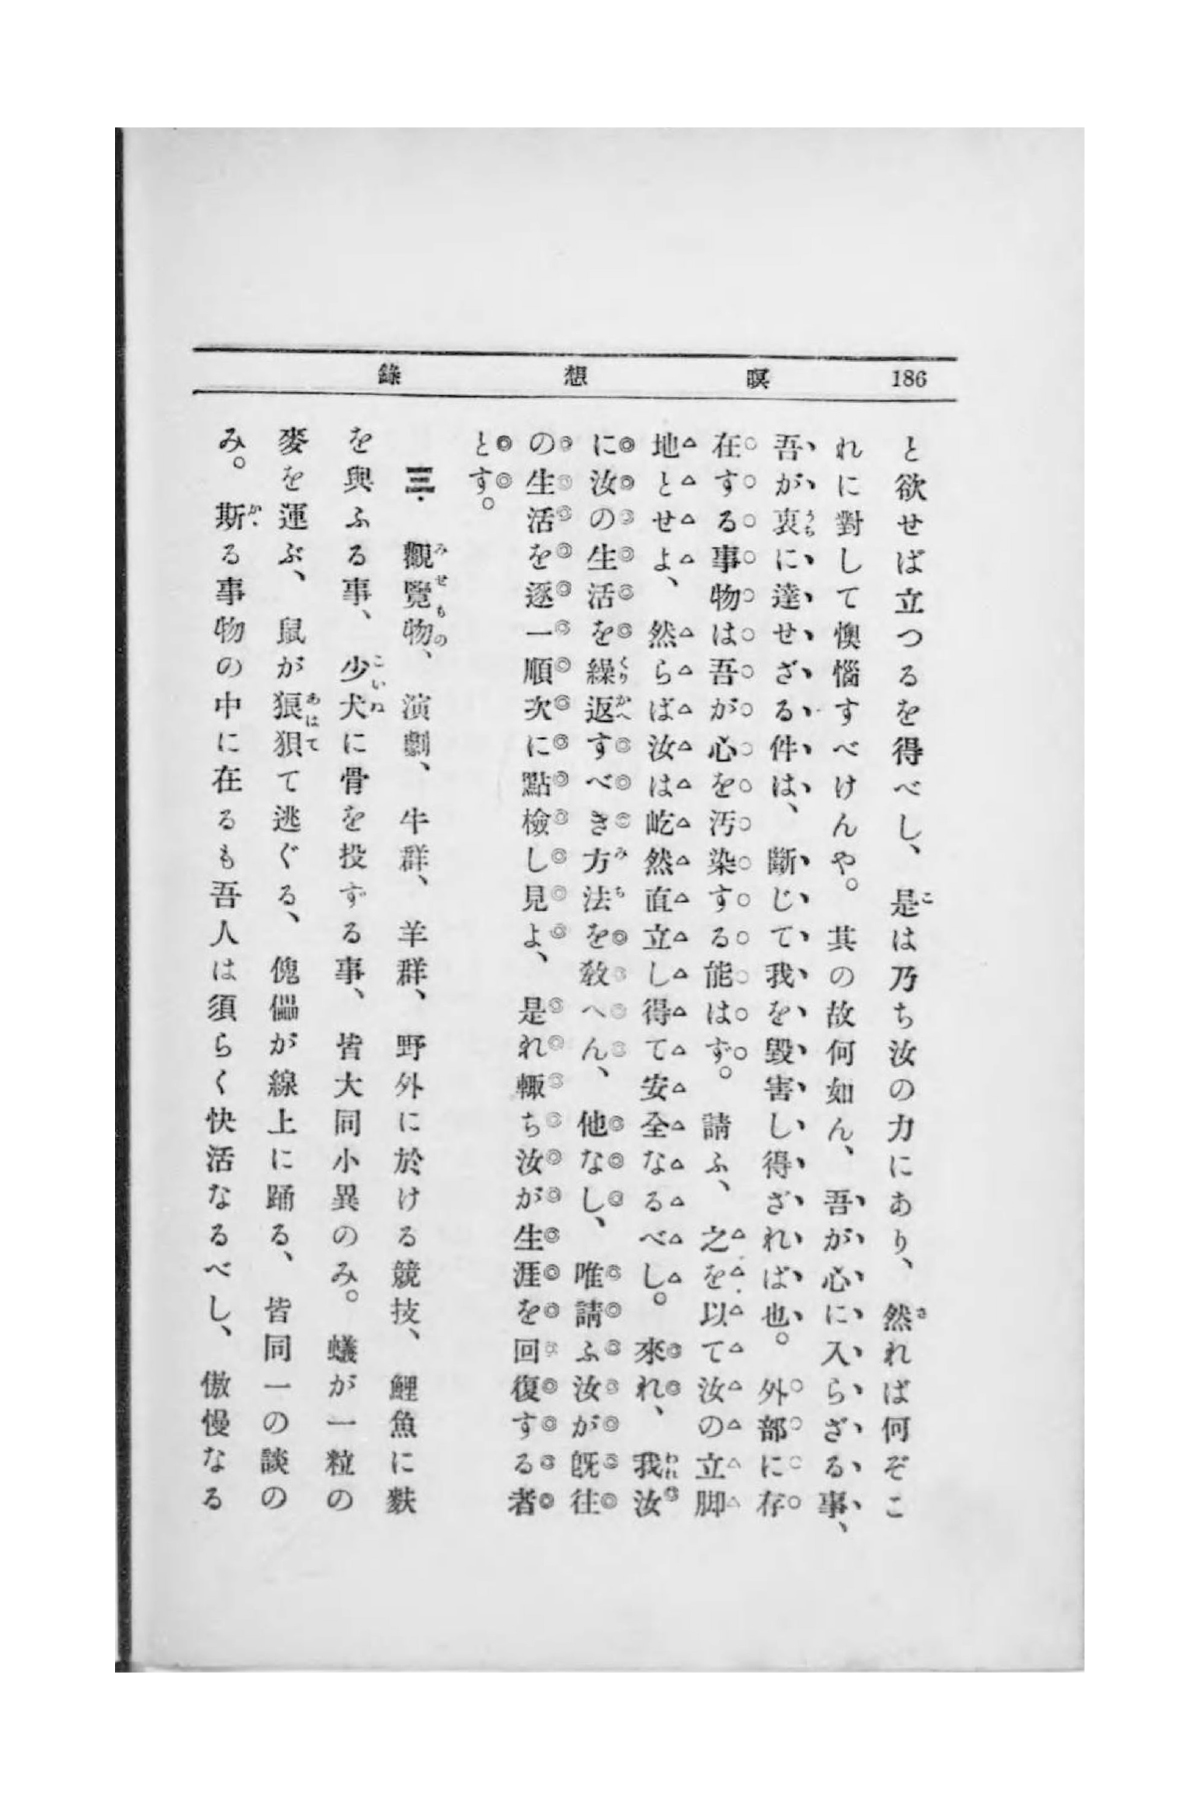 186 瞑想錄
と欲せば立つるを得べし、是は乃ち汝の力にあり、然れば何ぞこ
れに對して懊惱すべけんや。其の故何如ん、吾が心に入らざる事、
吾が衷に達せざる件は、斷じて我を毀害し得ざれば也。外部に存
在する事物は吾が心を汚染する能はず。請ふ、之を以て汝の立脚
地とせよ、然らば汝は屹然直立し得て安全なるべし。來れ、我汝
に汝の生活を繰返すべき方法を敎へん、他なし、唯請ふ汝が旣往
の生活を逐一順次に點檢し見よ、是れ輙ち汝が生涯を回復する者
とす。
三. 觀覽物、演劇、牛群、羊群、野外に於ける競技、鯉魚に麩
を與ふる事、少犬に骨を投ずる事、皆大同小異のみ。蟻が一粒の
麥を運ぶ、鼠が狼狽て逃ぐる、傀儡が線上に踊る、皆同一の談の
み。斯る事物の中に在るも吾人は須らく快活なるべし、傲慢なる